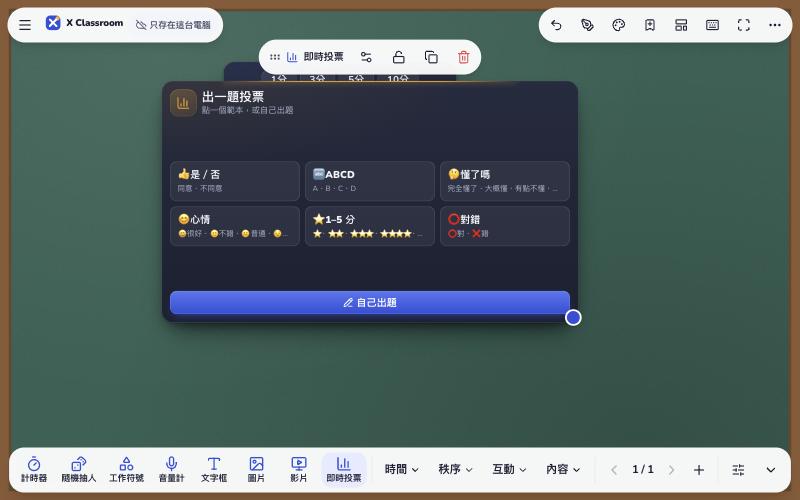 X Classroom
只存在這台電腦
即時投票
1分 3分 5分 10分
出一題投票
點一個範本，或自己出題
👍是 / 否
同意 · 不同意
🔤ABCD
A · B · C · D
🤔懂了嗎
完全懂了 · 大概懂 · 有點不懂 · …
😊心情
😄很好 · 🙂不錯 · 😐普通 · 😟…
⭐1–5 分
⭐ · ⭐⭐ · ⭐⭐⭐ · ⭐⭐⭐⭐ · …
⭕對錯
⭕對 · ❌錯
自己出題
計時器
隨機抽人
工作符號
音量計
文字框
圖片
影片
即時投票
時間
秩序
互動
內容
1 / 1